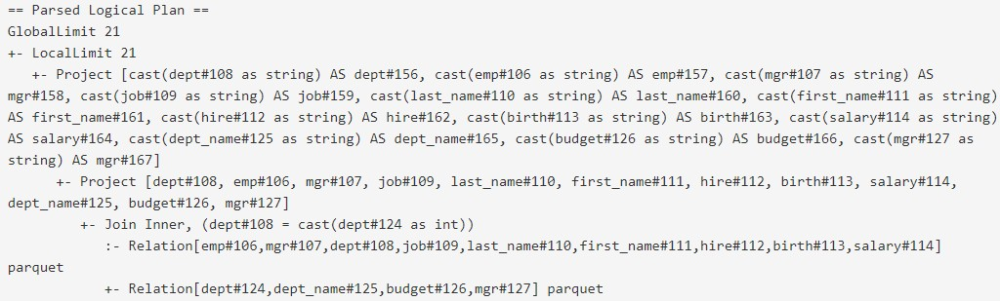 == Parsed Logical Plan ==
GlobalLimit 21
+- LocalLimit 21
   +- Project [cast(dept#108 as string) AS dept#156, cast(emp#106 as string) AS emp#157, cast(mgr#107 as string) AS
mgr#158, cast(job#109 as string) AS job#159, cast(last_name#110 as string) AS last_name#160, cast(first_name#111 as string)
AS first_name#161, cast(hire#112 as string) AS hire#162, cast(birth#113 as string) AS birth#163, cast(salary#114 as string)
AS salary#164, cast(dept_name#125 as string) AS dept_name#165, cast(budget#126 as string) AS budget#166, cast(mgr#127 as
string) AS mgr#167]
      +- Project [dept#108, emp#106, mgr#107, job#109, last_name#110, first_name#111, hire#112, birth#113, salary#114,
dept_name#125, budget#126, mgr#127]
         +- Join Inner, (dept#108 = cast(dept#124 as int))
            :- Relation[emp#106,mgr#107,dept#108,job#109,last_name#110,first_name#111,hire#112,birth#113,salary#114]
parquet
            +- Relation[dept#124,dept_name#125,budget#126,mgr#127] parquet